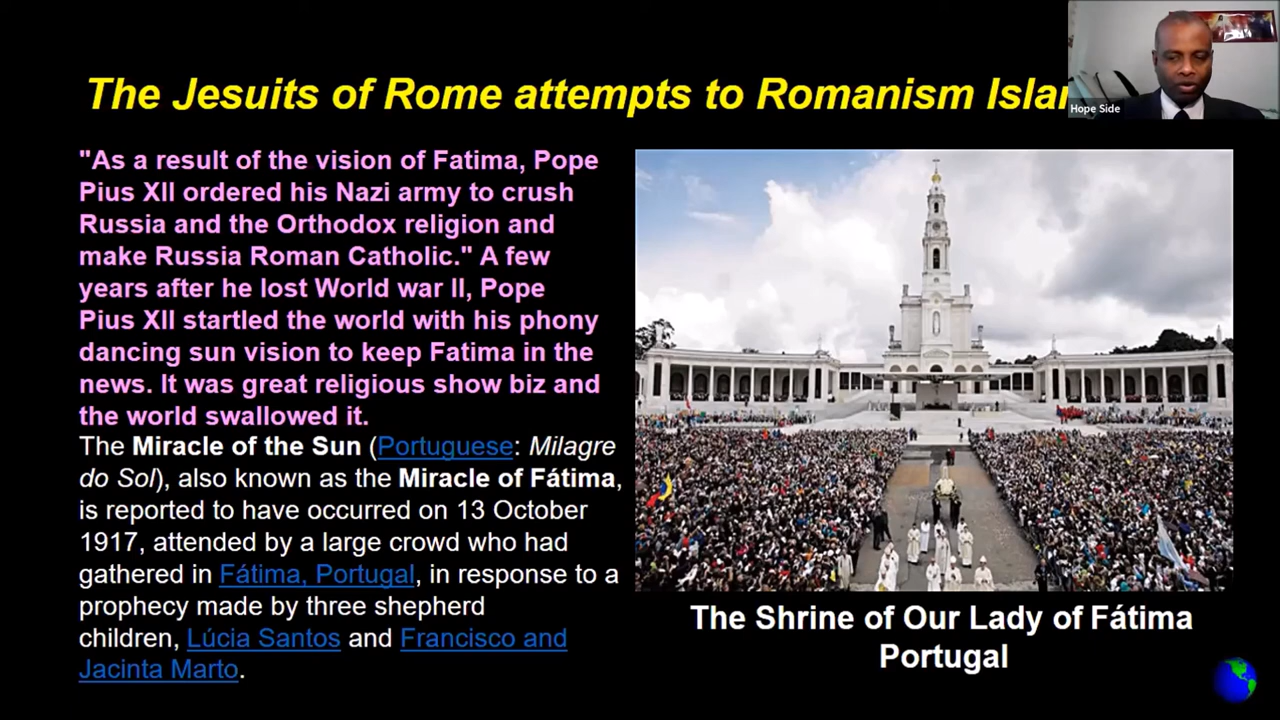 The Jesuits of Rome attempts to Romanism Islam
Hope Side
"As a result of the vision of Fatima, Pope
Pius XII ordered his Nazi army to crush
Russia and the Orthodox religion and
make Russia Roman Catholic." A few
years after he lost World war II, Pope
Pius XII startled the world with his phony
dancing sun vision to keep Fatima in the
news. It was great religious show biz and
the world swallowed it.
The Miracle of the Sun (Portuguese: Milagre
do Sol), also known as the Miracle of Fátima,
is reported to have occurred on 13 October
1917, attended by a large crowd who had
gathered in Fátima, Portugal, in response to a
prophecy made by three shepherd
children, Lúcia Santos and Francisco and
Jacinta Marto.
The Shrine of Our Lady of Fátima
Portugal